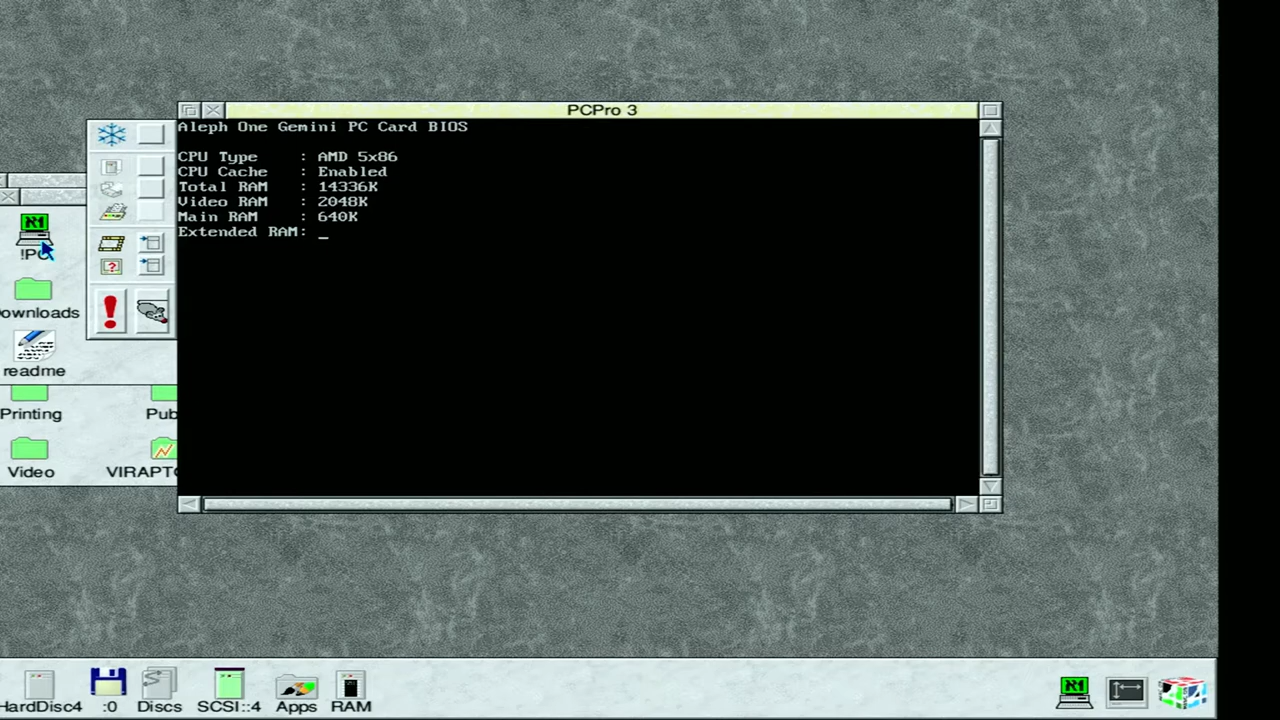 PCPro 3
Aleph One Gemini PC Card BIOS
CPU Type : AMD 5x86
CPU Cache : Enabled
Total RAM : 14336K
Video RAM : 2048K
Main RAM : 640K
Extended RAM: _
!PC
ownloads
readme
Printing
Pub
Video
VIRAPT
HardDisc4
:0
Discs
SCSI::4
Apps
RAM